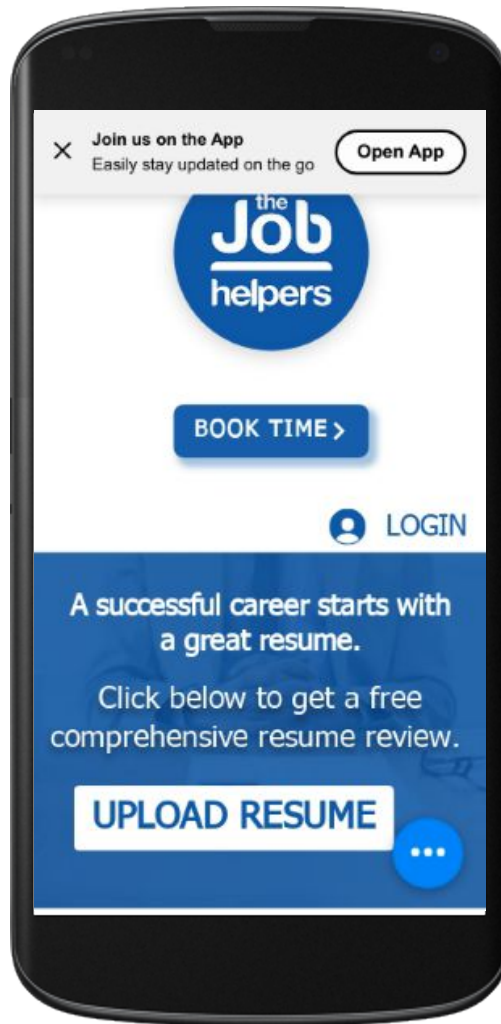 Join us on the App
Easily stay updated on the go
Open App
the
Job
helpers
BOOK TIME >
LOGIN
A successful career starts with
a great resume.
Click below to get a free
comprehensive resume review.
UPLOAD RESUME